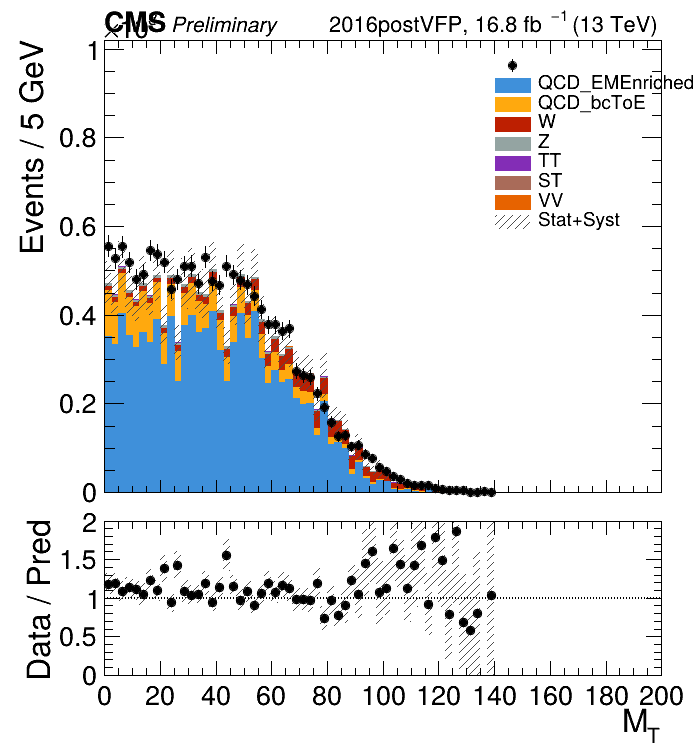 CMS Preliminary 2016postVFP, 16.8 fb⁻¹ (13 TeV)
Events / 5 GeV
1
0.8
0.6
0.4
0.2
0
QCD_EMEnriched
QCD_bcToE
W
Z
TT
ST
VV
Stat+Syst
Data / Pred
2
1.5
1
0.5
0
0 20 40 60 80 100 120 140 160 180 200
M_T